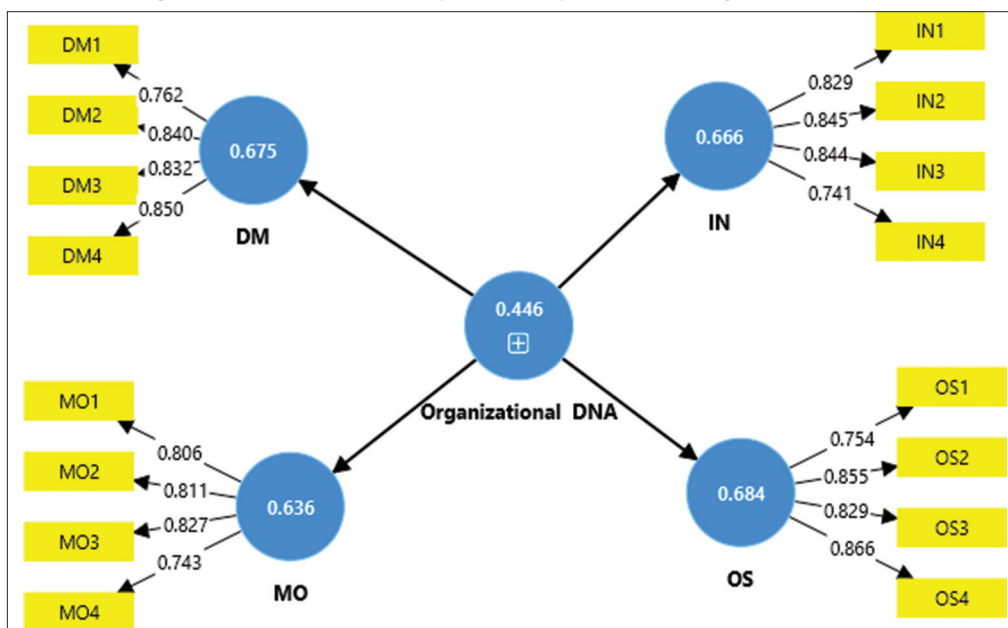 DM1
DM2
DM3
DM4
0.762
0.840
0.832
0.850
0.675
DM
IN1
IN2
IN3
IN4
0.829
0.845
0.844
0.741
0.666
IN
0.446
Organizational DNA
MO1
MO2
MO3
MO4
0.806
0.811
0.827
0.743
0.636
MO
OS1
OS2
OS3
OS4
0.754
0.855
0.829
0.866
0.684
OS